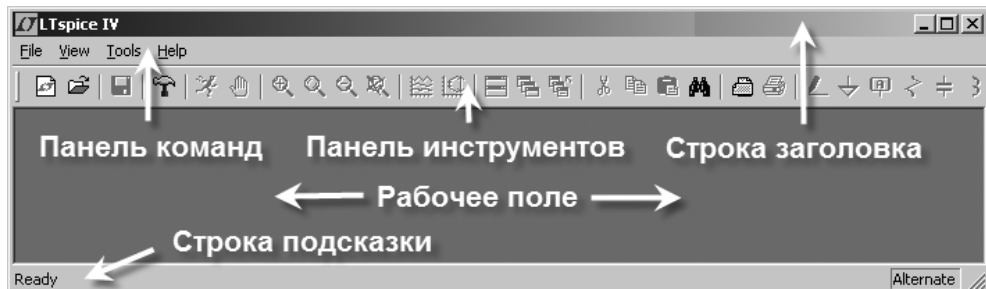 LTspice IV
File View Tools Help
Панель команд Панель инструментов Строка заголовка
Рабочее поле
Строка подсказки
Ready Alternate